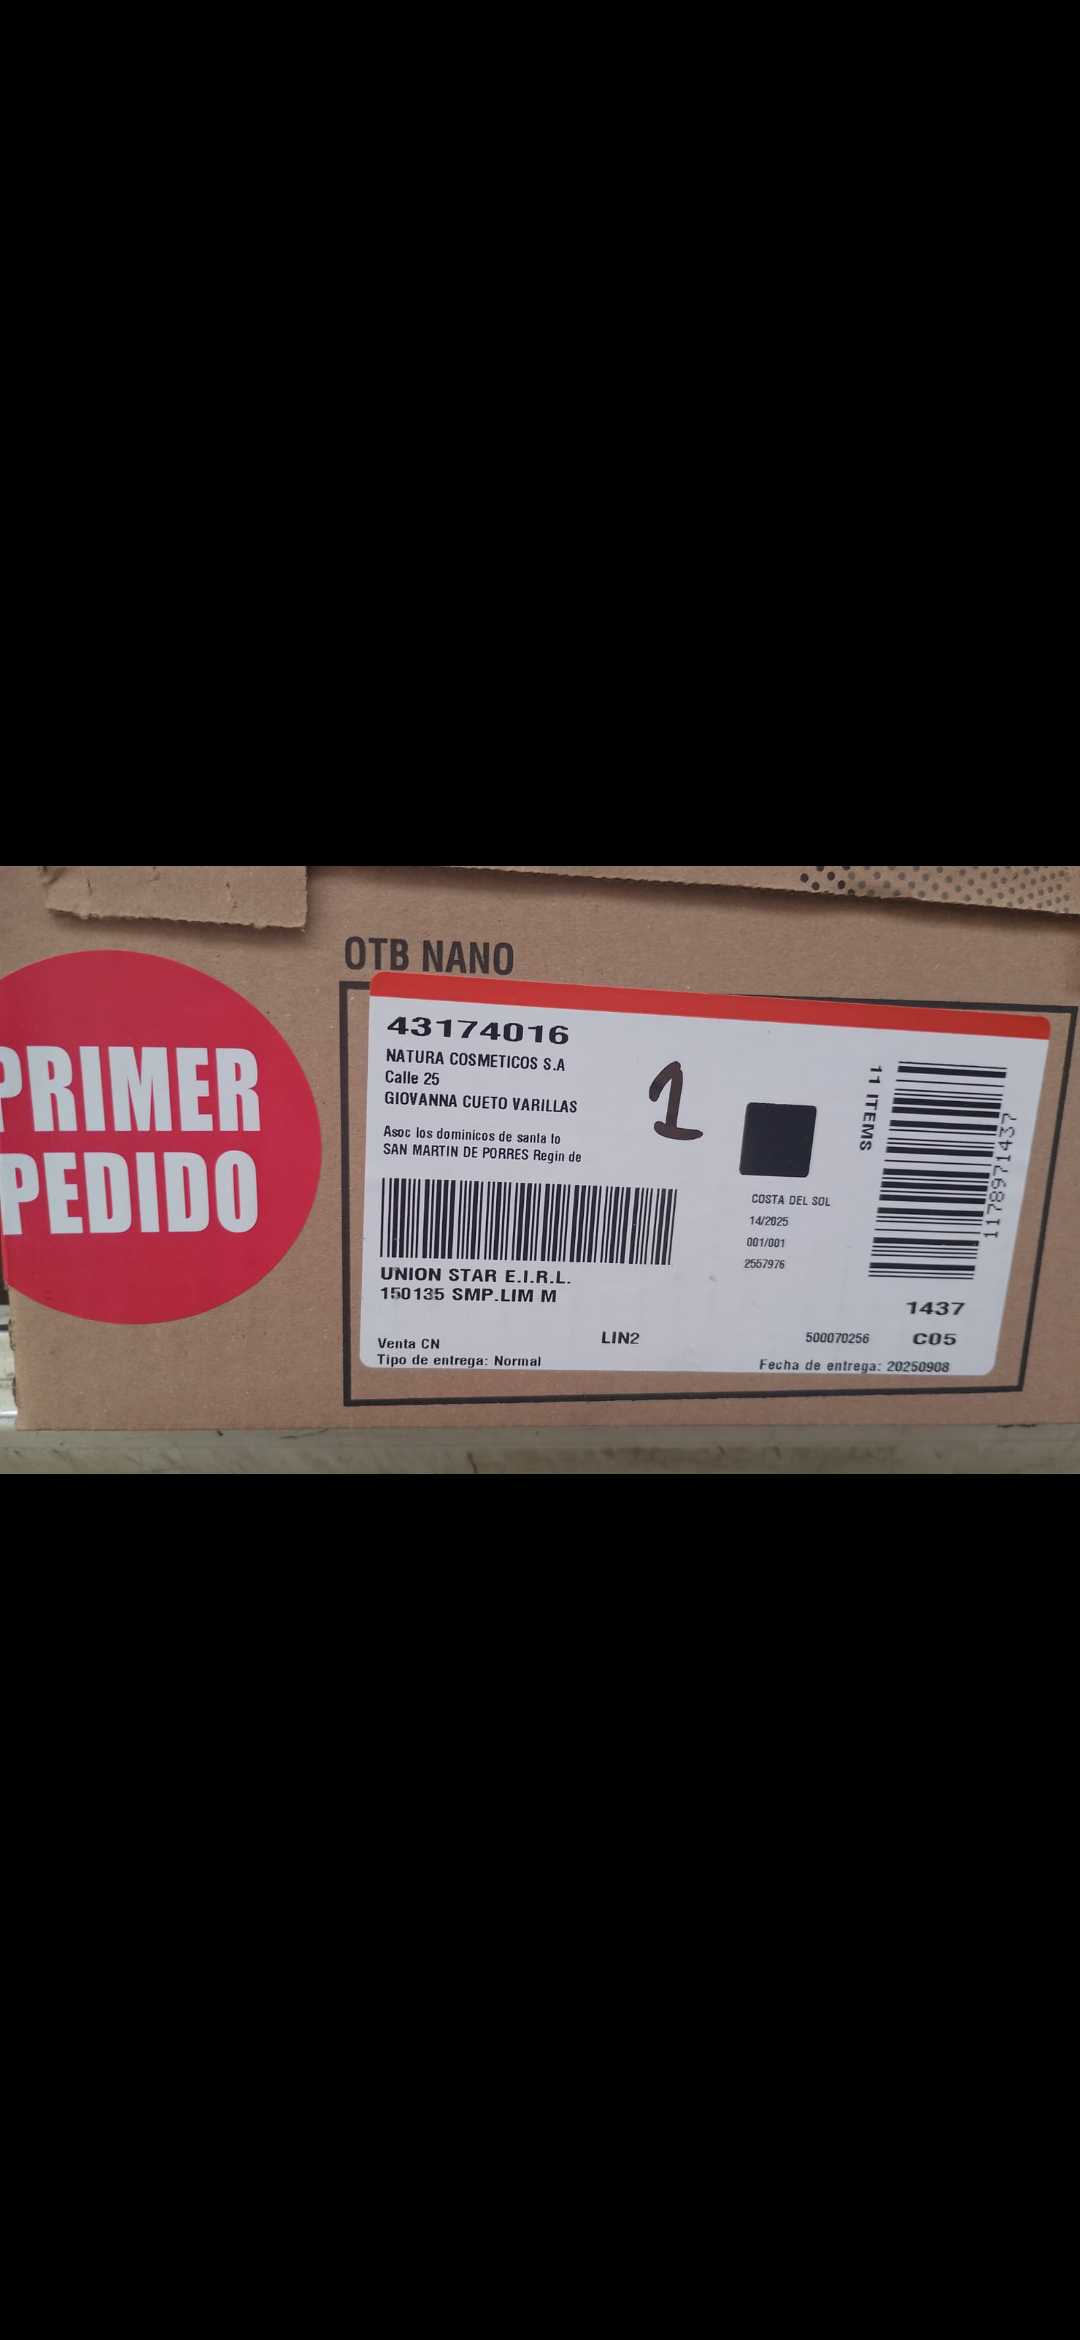 OTB NANO
PRIMER
PEDIDO
43174016
NATURA COSMETICOS S.A
Calle 25
GIOVANNA CUETO VARILLAS
Asoc los dominicos de santa lo
SAN MARTIN DE PORRES Regin de
1
UNION STAR E.I.R.L.
150135 SMP.LIM M
Venta CN
Tipo de entrega: Normal
LIN2
COSTA DEL SOL
14/2025
001/001
2557976
11 ITEMS
1178971437
1437
500070256
C05
Fecha de entrega: 20250908